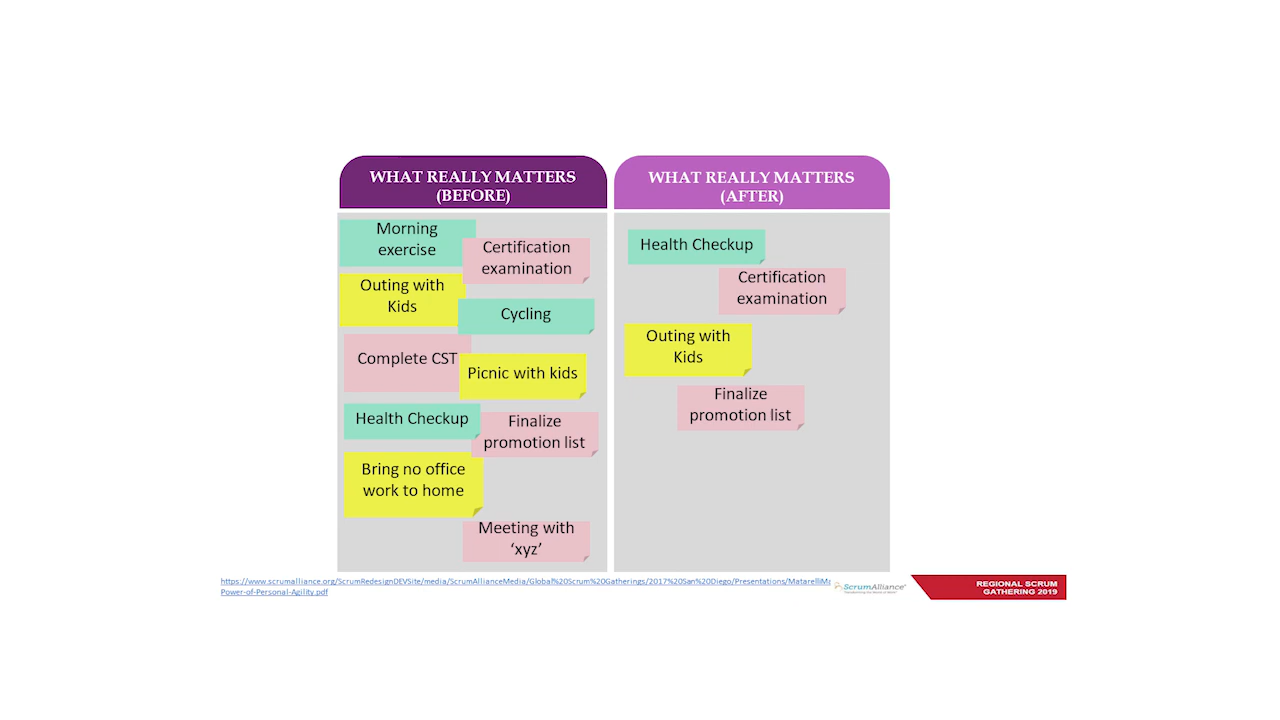 WHAT REALLY MATTERS
(BEFORE)
Morning
exercise
Certification
examination
Outing with
Kids
Cycling
Complete CST
Picnic with kids
Health Checkup
Finalize
promotion list
Bring no office
work to home
Meeting with
‘xyz’
WHAT REALLY MATTERS
(AFTER)
Health Checkup
Certification
examination
Outing with
Kids
Finalize
promotion list
https://www.scrumalliance.org/ScrumRedesignDEVSite/media/ScrumAllianceMedia/Global%20Scrum%20Gatherings/2017%20San%20Diego/Presentations/MatarelliMa
Power-of-Personal-Agility.pdf
ScrumAlliance
REGIONAL SCRUM
GATHERING 2019